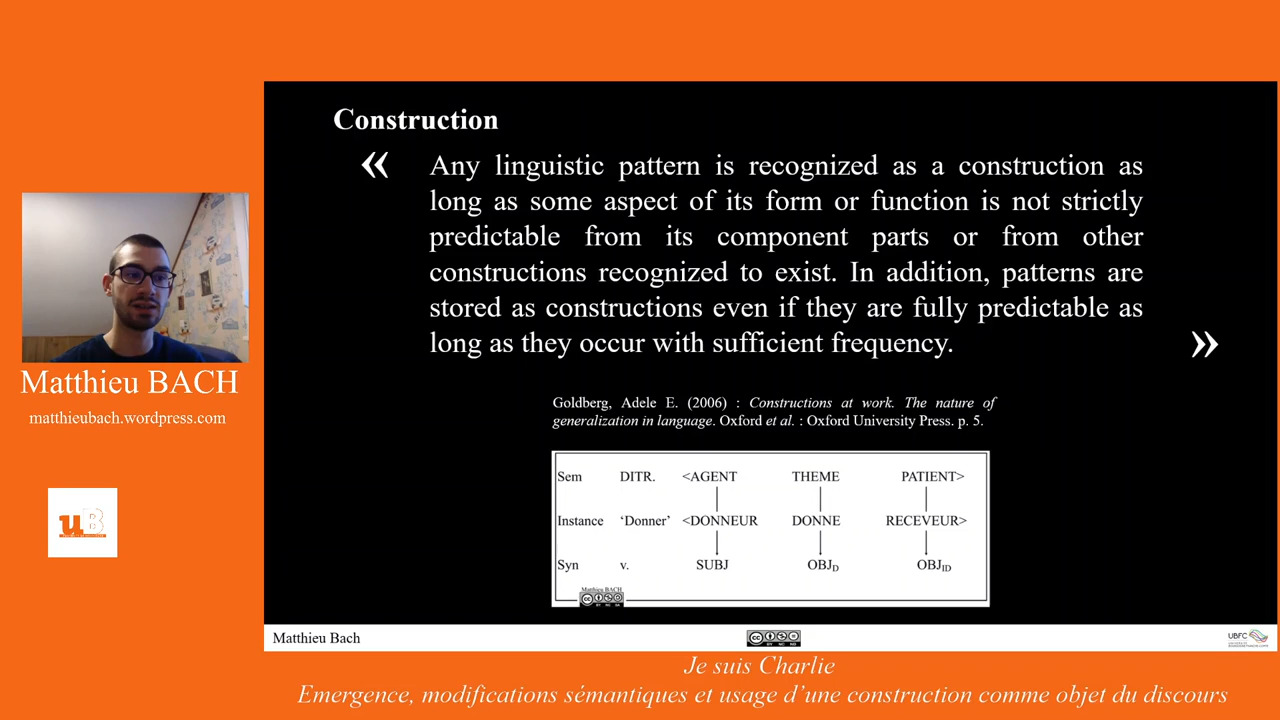 Construction
« Any linguistic pattern is recognized as a construction as
long as some aspect of its form or function is not strictly
predictable from its component parts or from other
constructions recognized to exist. In addition, patterns are
stored as constructions even if they are fully predictable as
long as they occur with sufficient frequency. »
Goldberg, Adele E. (2006) : Constructions at work. The nature of
generalization in language. Oxford et al. : Oxford University Press. p. 5.
Sem DITR. <AGENT THEME PATIENT>
Instance ‘Donner’ <DONNEUR DONNE RECEVEUR>
Syn v. SUBJ OBJD OBJID
Matthieu BACH
Matthieu BACH
matthieubach.wordpress.com
uB
Matthieu Bach
UBFC
Je suis Charlie
Emergence, modifications sémantiques et usage d’une construction comme objet du discours